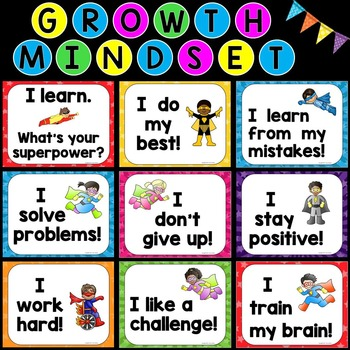 GROWTH
MINDSET
I learn.
What's your
superpower?
I do
my
best!
I learn
from my
mistakes!
I
solve
problems!
I
don't
give up!
I
stay
positive!
I
work
hard!
I like a
challenge!
I
train
my brain!